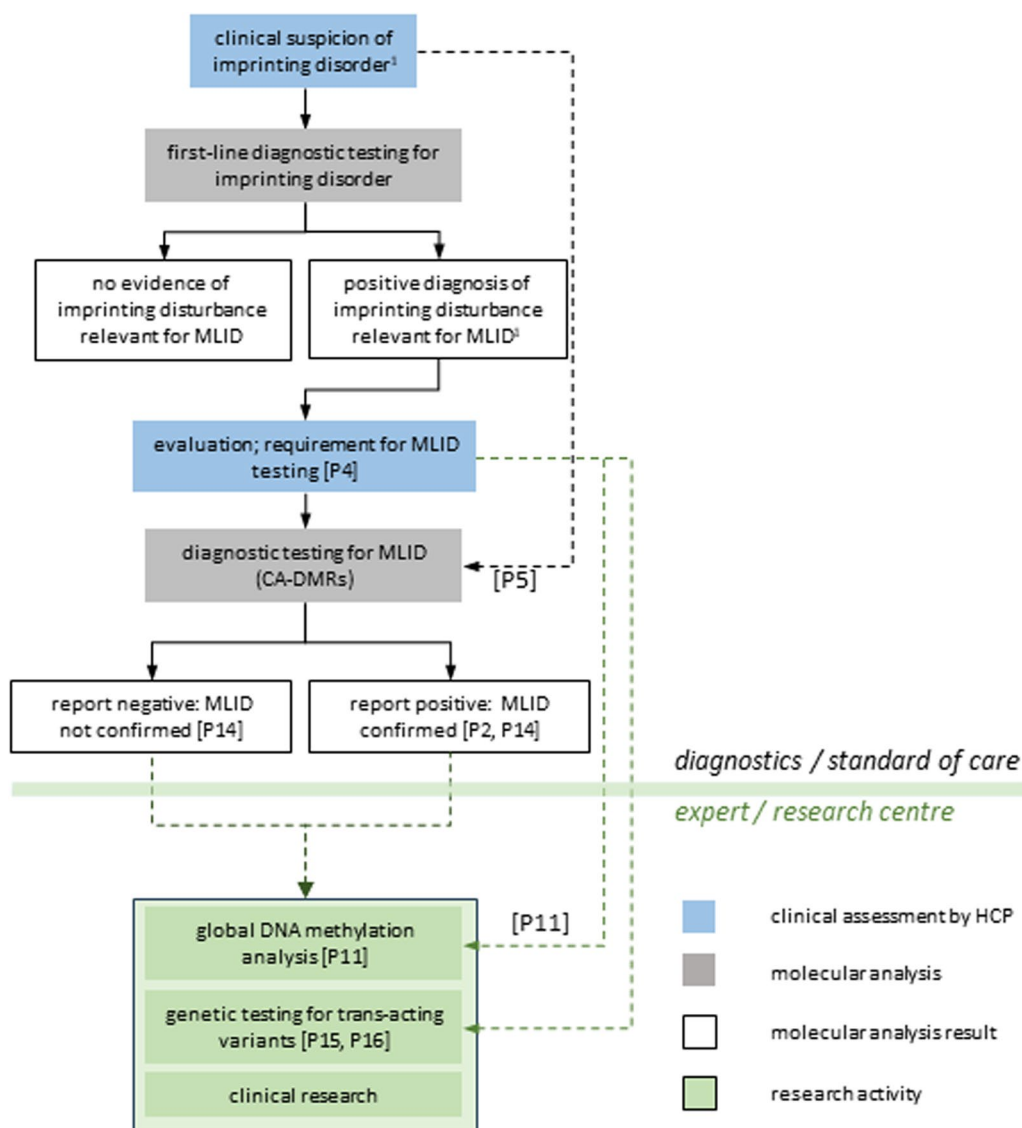 clinical suspicion of
imprinting disorder¹
first-line diagnostic testing for
imprinting disorder
no evidence of
imprinting disturbance
relevant for MLID
positive diagnosis of
imprinting disturbance
relevant for MLID¹
evaluation; requirement for MLID
testing [P4]
diagnostic testing for MLID
(CA-DMRs)
[P5]
report negative: MLID
not confirmed [P14]
report positive: MLID
confirmed [P2, P14]
diagnostics / standard of care
expert / research centre
global DNA methylation
analysis [P11]
[P11]
genetic testing for trans-acting
variants [P15, P16]
clinical research
clinical assessment by HCP
molecular analysis
molecular analysis result
research activity